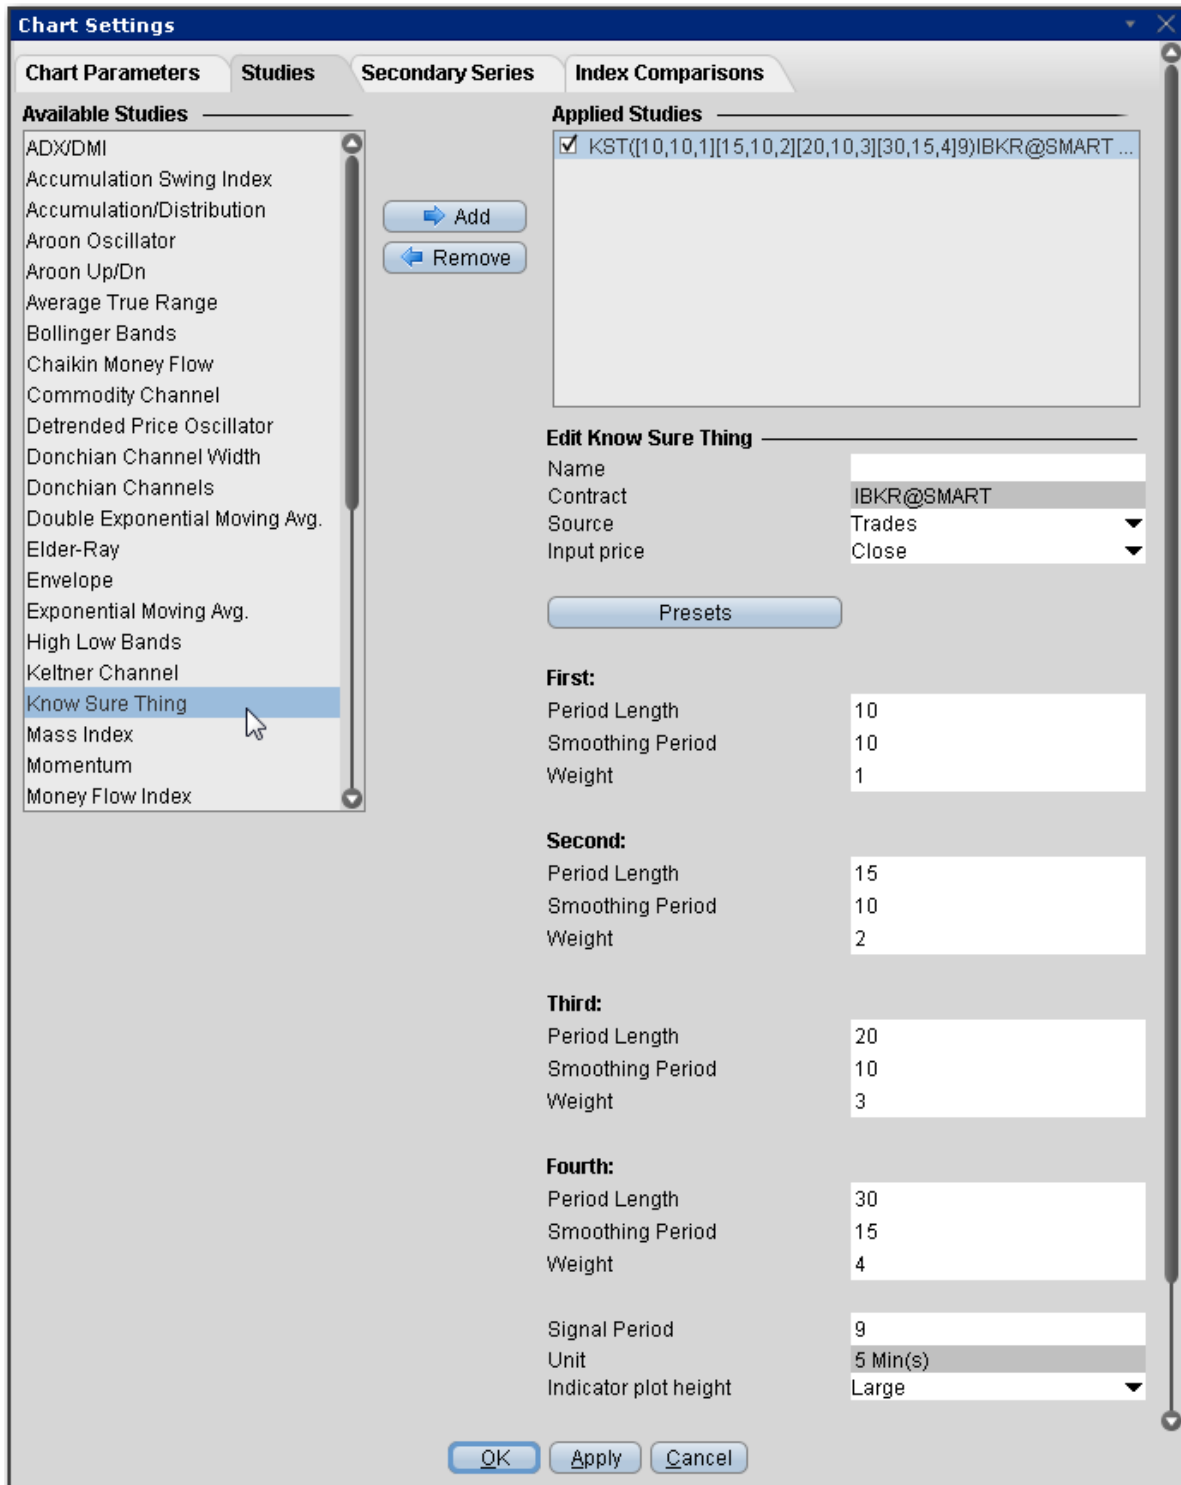 Chart Settings
Chart Parameters Studies Secondary Series Index Comparisons
Available Studies
ADX/DMI
Accumulation Swing Index
Accumulation/Distribution
Aroon Oscillator
Aroon Up/Dn
Average True Range
Bollinger Bands
Chaikin Money Flow
Commodity Channel
Detrended Price Oscillator
Donchian Channel Width
Donchian Channels
Double Exponential Moving Avg.
Elder-Ray
Envelope
Exponential Moving Avg.
High Low Bands
Keltner Channel
Know Sure Thing
Mass Index
Momentum
Money Flow Index
Add
Remove
Applied Studies
KST([10,10,1][15,10,2][20,10,3][30,15,4]9)IBKR@SMART ...
Edit Know Sure Thing
Name
Contract IBKR@SMART
Source Trades
Input price Close
Presets
First:
Period Length 10
Smoothing Period 10
Weight 1
Second:
Period Length 15
Smoothing Period 10
Weight 2
Third:
Period Length 20
Smoothing Period 10
Weight 3
Fourth:
Period Length 30
Smoothing Period 15
Weight 4
Signal Period 9
Unit 5 Min(s)
Indicator plot height Large
OK Apply Cancel